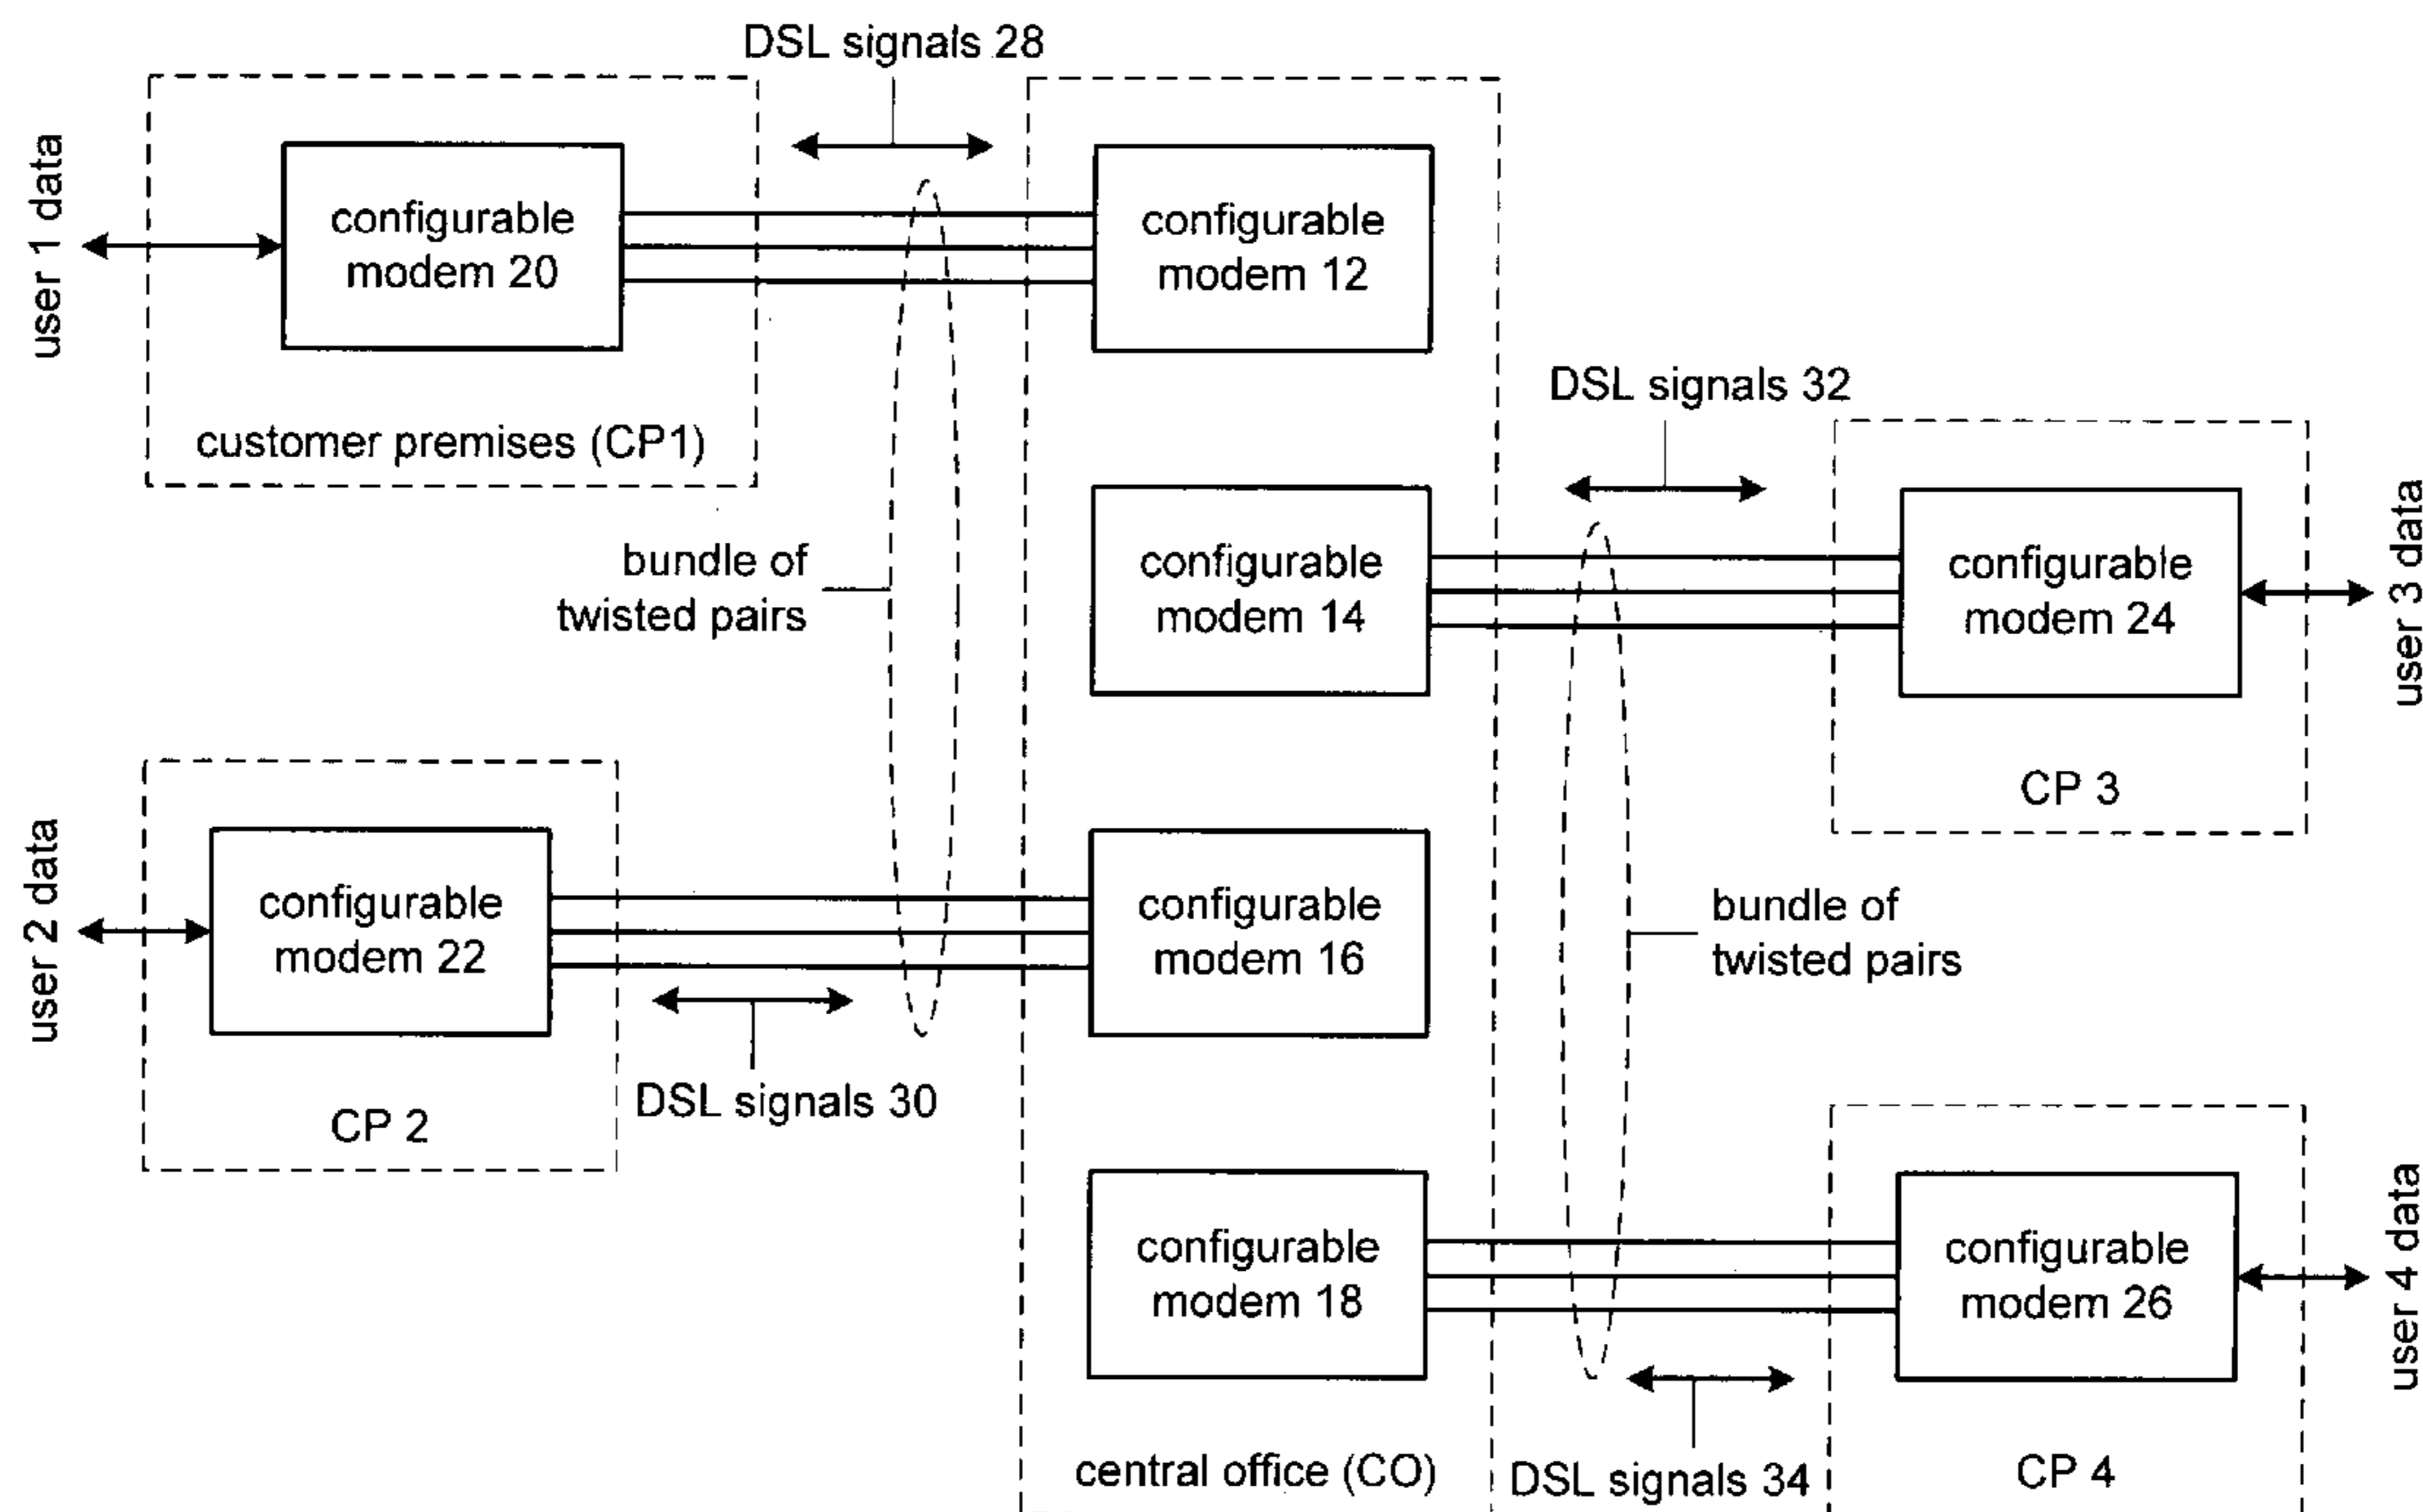 DSL signals 28
user 1 data
configurable
modem 20
configurable
modem 12
customer premises (CP1)
DSL signals 32
bundle of
twisted pairs
configurable
modem 14
configurable
modem 24
user 3 data
CP 3
user 2 data
configurable
modem 22
configurable
modem 16
bundle of
twisted pairs
CP 2
DSL signals 30
configurable
modem 18
configurable
modem 26
user 4 data
central office (CO)
DSL signals 34
CP 4